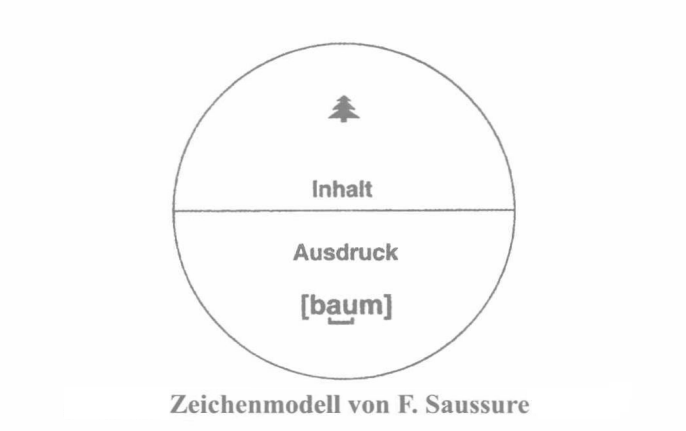 Inhalt
Ausdruck
[baum]
Zeichenmodell von F. Saussure